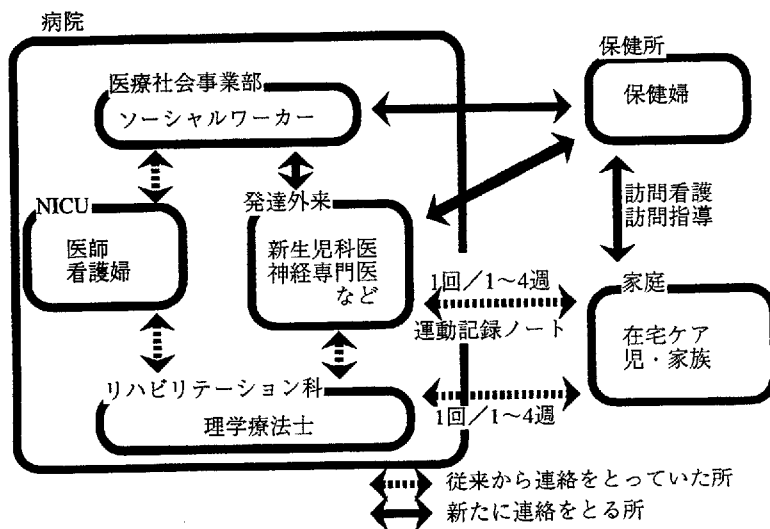 病院
医療社会事業部
ソーシャルワーカー
保健所
保健婦
NICU
医師
看護婦
発達外来
新生児科医
神経専門医
など
訪問看護
訪問指導
1回／1～4週
運動記録ノート
家庭
在宅ケア
児・家族
リハビリテーション科
理学療法士
1回／1～4週
従来から連絡をとっていた所
新たに連絡をとる所